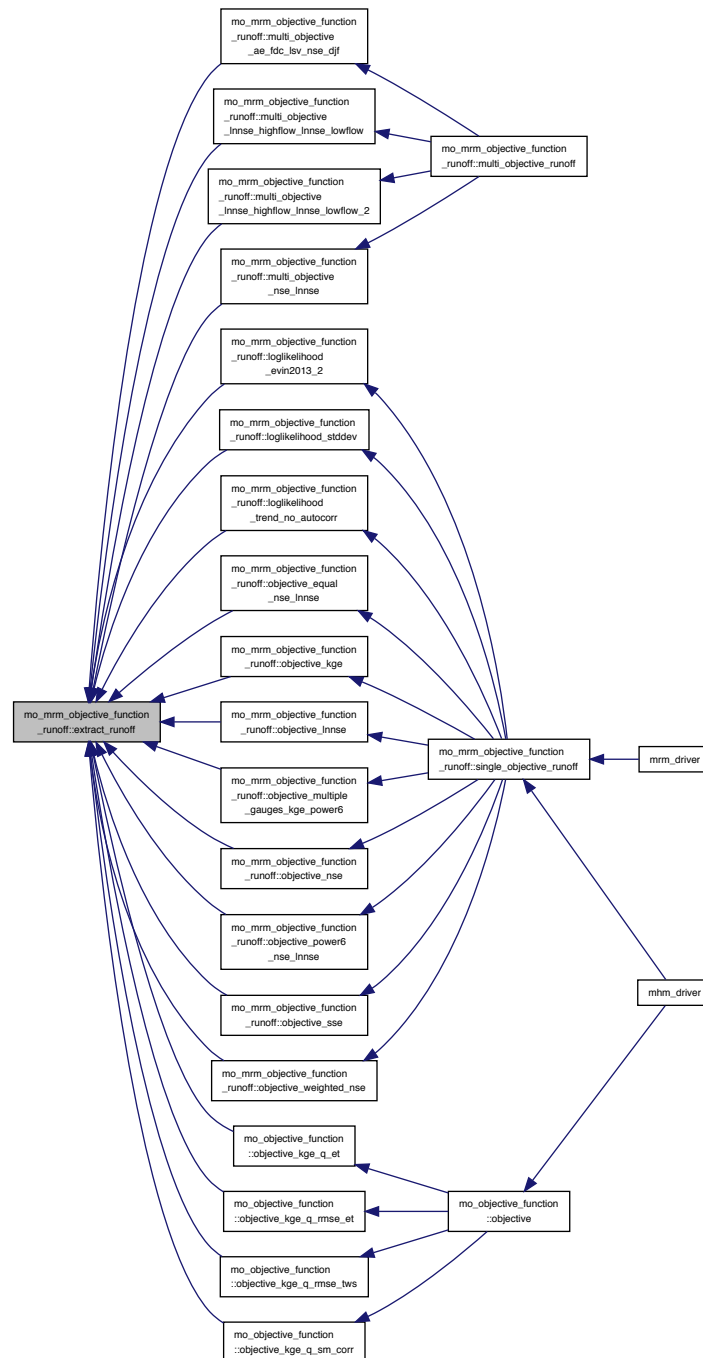 mo_mrm_objective_function
_runoff::multi_objective
_ae_fdc_lsv_nse_djf
mo_mrm_objective_function
_runoff::multi_objective
_lnnse_highflow_lnnse_lowflow
mo_mrm_objective_function
_runoff::multi_objective_runoff
mo_mrm_objective_function
_runoff::multi_objective
_lnnse_highflow_lnnse_lowflow_2
mo_mrm_objective_function
_runoff::multi_objective
_nse_lnnse
mo_mrm_objective_function
_runoff::loglikelihood
_evin2013_2
mo_mrm_objective_function
_runoff::loglikelihood_stddev
mo_mrm_objective_function
_runoff::loglikelihood
_trend_no_autocorr
mo_mrm_objective_function
_runoff::objective_equal
_nse_lnnse
mo_mrm_objective_function
_runoff::objective_kge
mo_mrm_objective_function
_runoff::extract_runoff
mo_mrm_objective_function
_runoff::objective_lnnse
mo_mrm_objective_function
_runoff::single_objective_runoff
mrm_driver
mo_mrm_objective_function
_runoff::objective_multiple
_gauges_kge_power6
mo_mrm_objective_function
_runoff::objective_nse
mo_mrm_objective_function
_runoff::objective_power6
_nse_lnnse
mhm_driver
mo_mrm_objective_function
_runoff::objective_sse
mo_mrm_objective_function
_runoff::objective_weighted_nse
mo_objective_function
::objective_kge_q_et
mo_objective_function
::objective_kge_q_rmse_et
mo_objective_function
::objective
mo_objective_function
::objective_kge_q_rmse_tws
mo_objective_function
::objective_kge_q_sm_corr